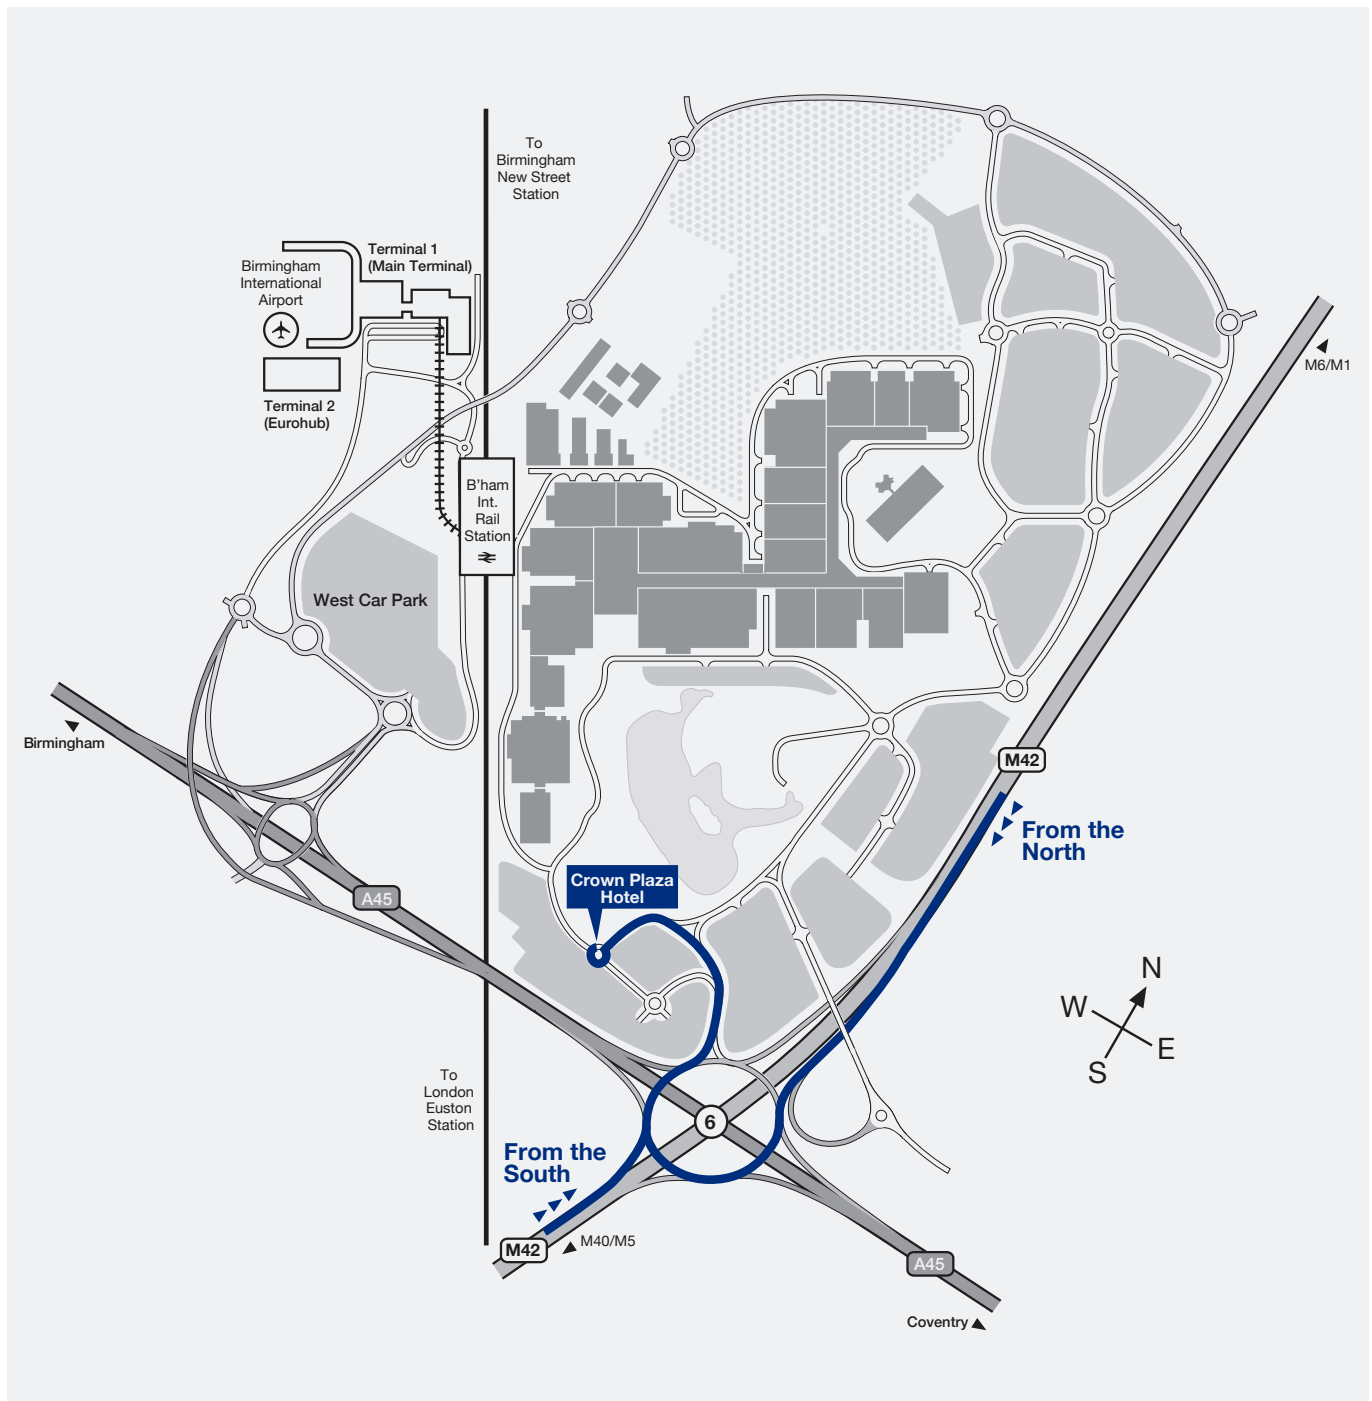 To
Birmingham
New Street
Station
Terminal 1
(Main Terminal)
Birmingham
International
Airport
Terminal 2
(Eurohub)
M6/M1
B'ham
Int.
Rail
Station
West Car Park
Birmingham
M42
From the
North
Crown Plaza
Hotel
A45
N
W
E
S
To
London
Euston
Station
6
From the
South
M42
M40/M5
A45
Coventry